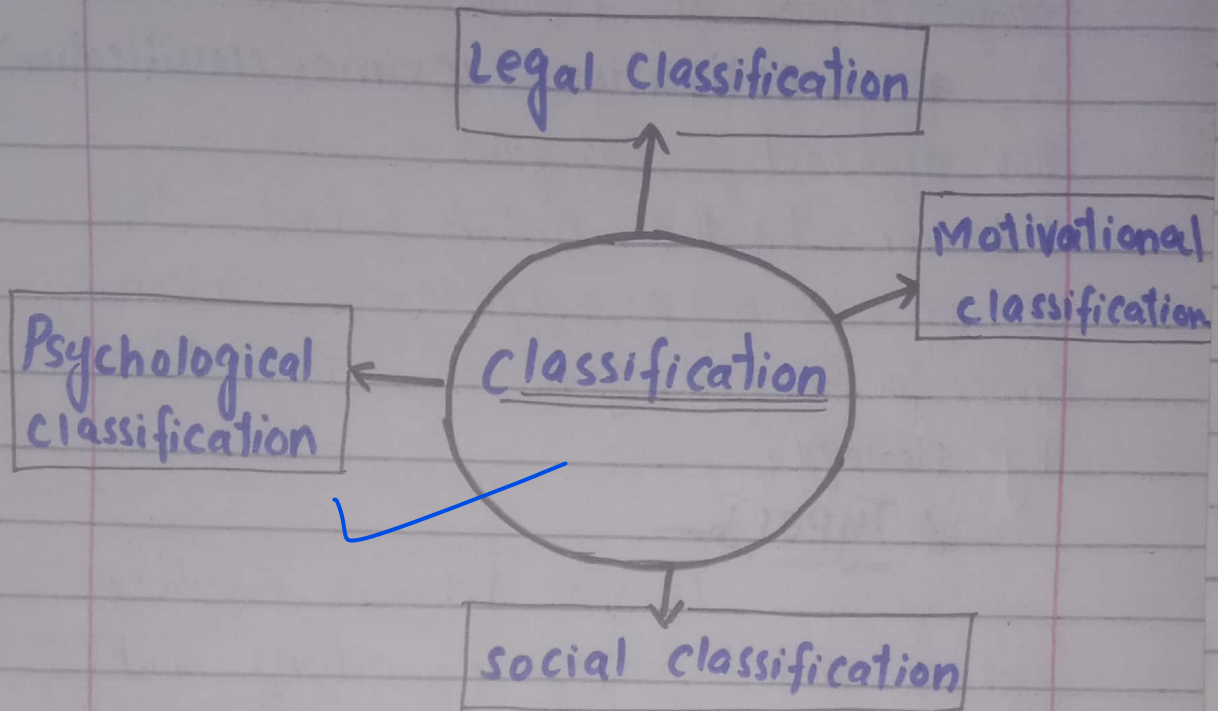 Legal classification
Motivational
classification
Psychological
classification
classification
social classification